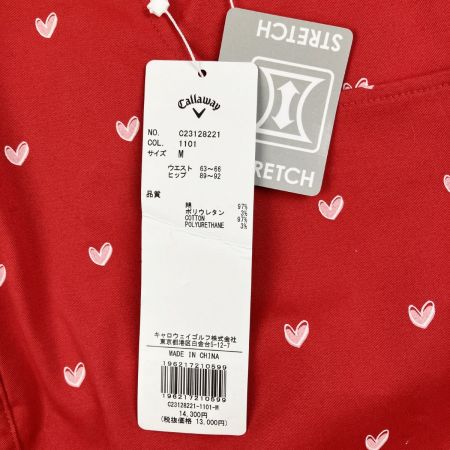 STRETCH
STRETCH
Callaway
NO. C23128221
COL. 1101
サイズ M
ウエスト 63～66
ヒップ 89～92
品質
綿 97%
ポリウレタン 3%
COTTON 97%
POLYURETHANE 3%
キャロウェイゴルフ株式会社
東京都港区白金台5-12-7
MADE IN CHINA
196217210599
196217210599
C23128221-1101-M
14,300円
(税抜価格 13,000円)